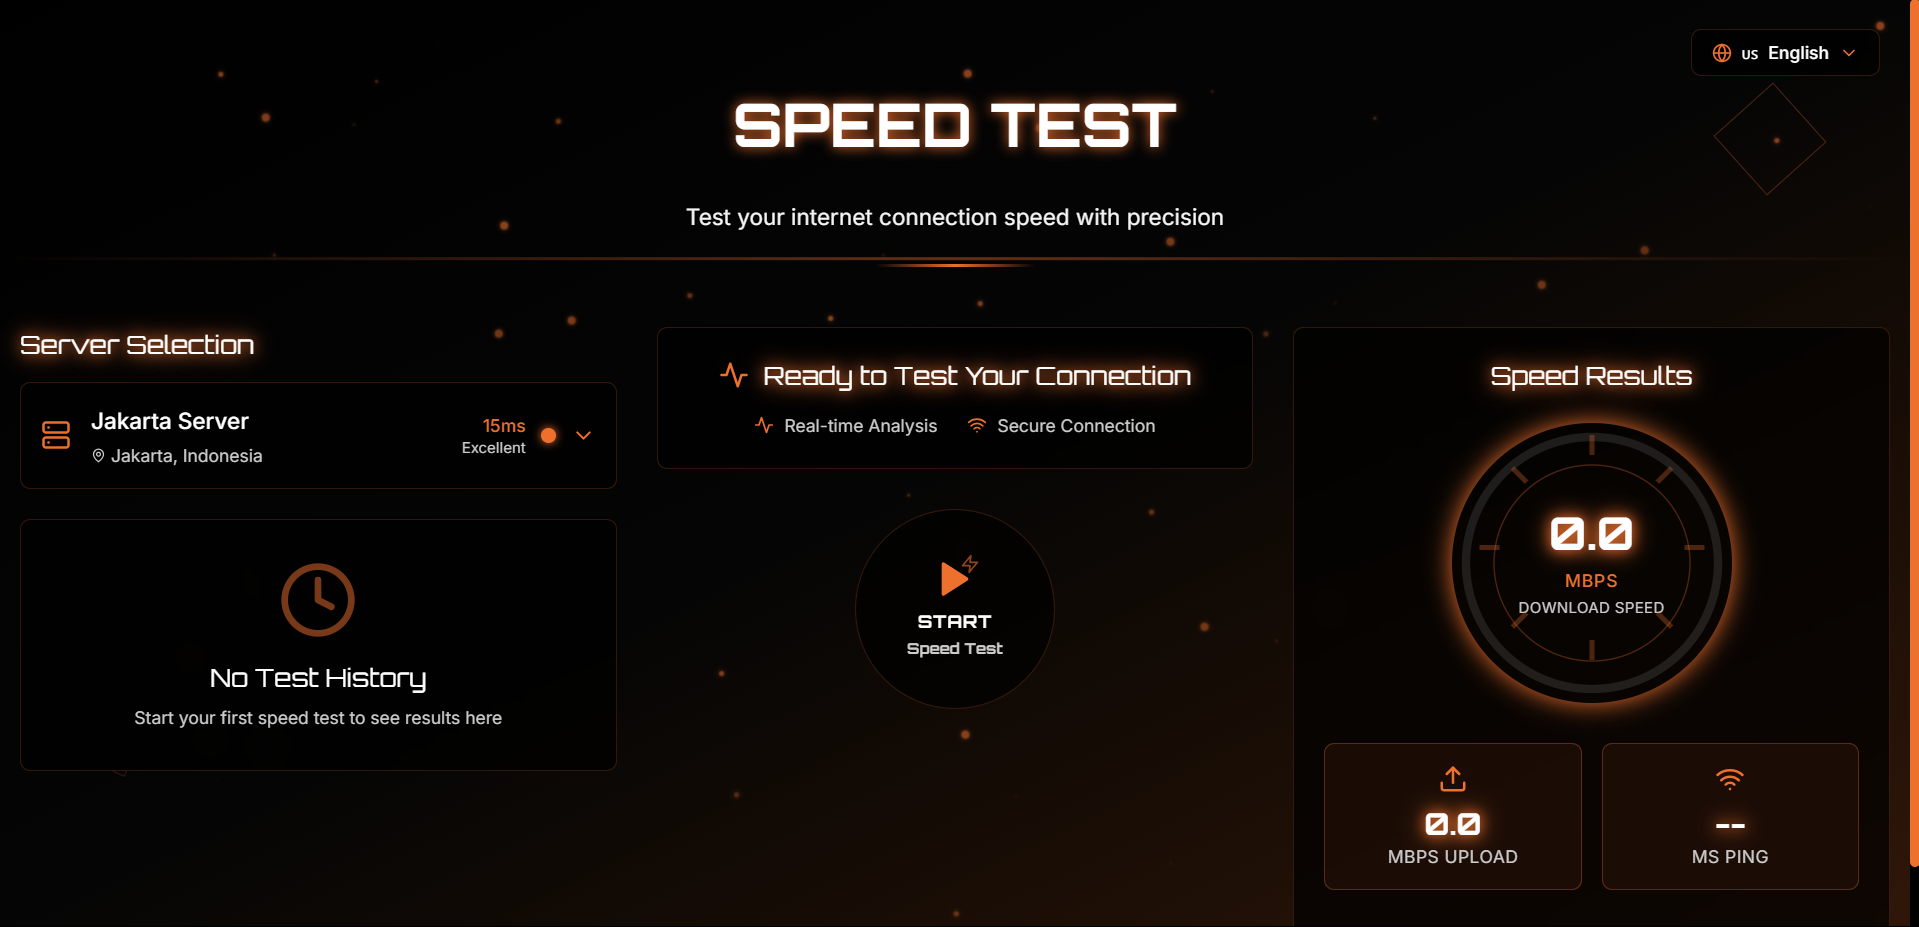 US English
SPEED TEST
Test your internet connection speed with precision
Server Selection
Jakarta Server
Jakarta, Indonesia
15ms
Excellent
No Test History
Start your first speed test to see results here
Ready to Test Your Connection
Real-time Analysis
Secure Connection
START
Speed Test
Speed Results
0.0
MBPS
DOWNLOAD SPEED
0.0
MBPS UPLOAD
--
MS PING